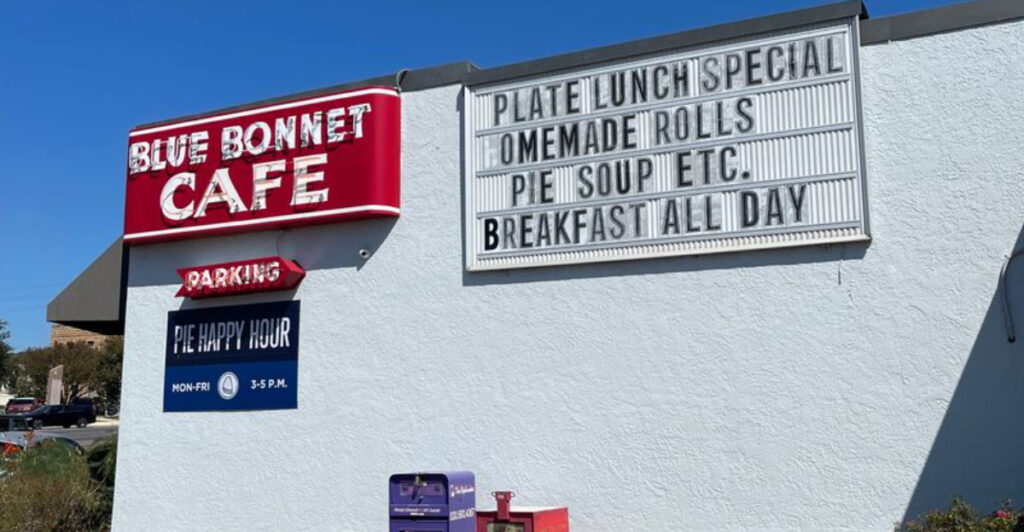 BLUE BONNET
CAFE
PARKING
PIE HAPPY HOUR
MON-FRI 3-5 P.M.
PLATE LUNCH SPECIAL
HOMEMADE ROLLS
PIE SOUP ETC.
BREAKFAST ALL DAY